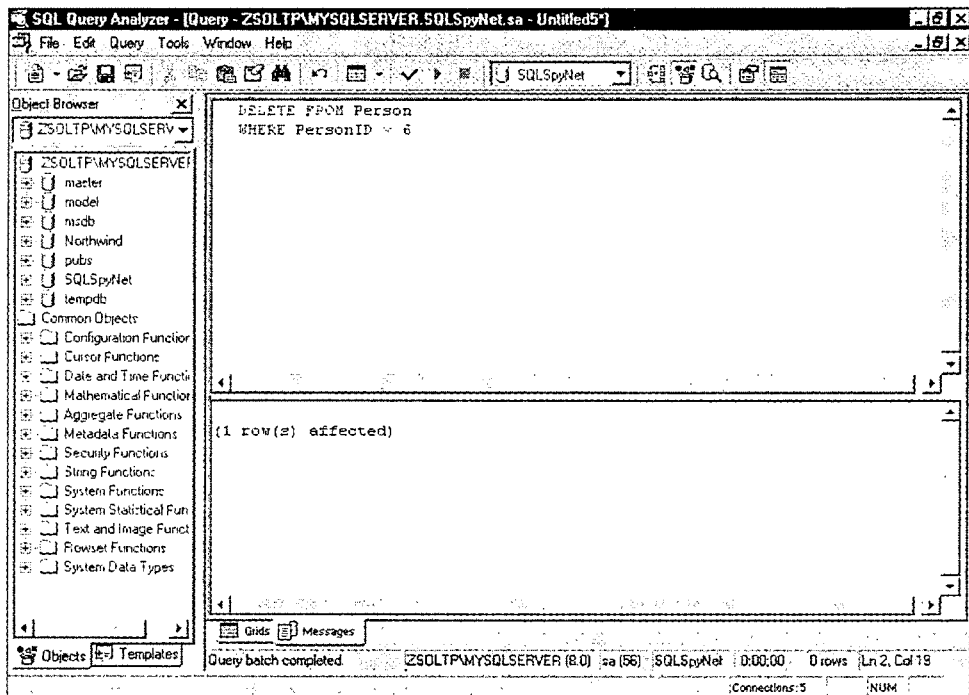 SQL Query Analyzer - [Query - ZSOLTP\MYSQLSERVER.SQLSpyNet.sa - Untitled5*]
File Edit Query Tools Window Help
SQLSpyNet
Object Browser
ZSOLTP\MYSQLSERV
ZSOLTP\MYSQLSERVER
master
model
msdb
Northwind
pubs
SQLSpyNet
tempdb
Common Objects
Configuration Function
Cursor Functions
Date and Time Functi
Mathematical Function
Aggregate Functions
Metadata Functions
Security Functions
String Functions
System Functions
System Statistical Fun
Text and Image Funct
Rowset Functions
System Data Types
Objects Templates
DELETE FROM Person
WHERE PersonID = 6
(1 row(s) affected)
Grids Messages
Query batch completed. ZSOLTP\MYSQLSERVER (8.0) sa (56) SQLSpyNet 0:00:00 0 rows Ln 2, Col 19
Connections: 5 NUM